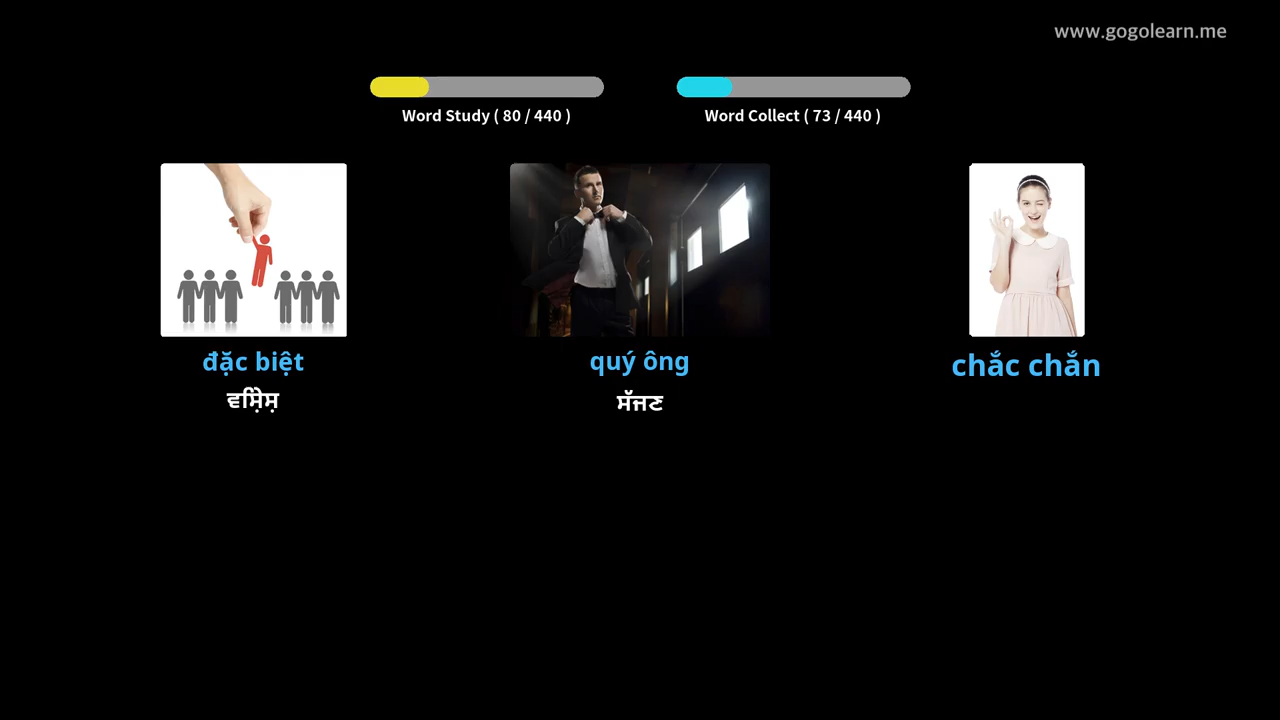 www.gogolearn.me
Word Study ( 80 / 440 )
Word Collect ( 73 / 440 )
đặc biệt
ਵਿਸ਼ੇਸ਼
quý ông
ਸੱਜਣ
chắc chắn